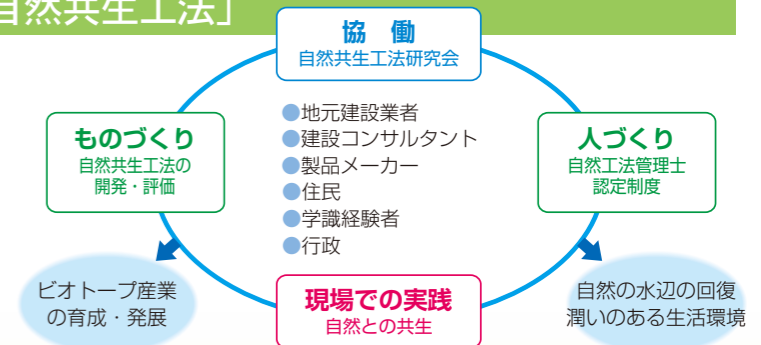 自然共生工法」
協 働
自然共生工法研究会
●地元建設業者
●建設コンサルタント
●製品メーカー
●住民
●学識経験者
●行政
ものづくり
自然共生工法の
開発・評価
人づくり
自然工法管理士
認定制度
ビオトープ産業
の育成・発展
現場での実践
自然との共生
自然の水辺の回復
潤いのある生活環境